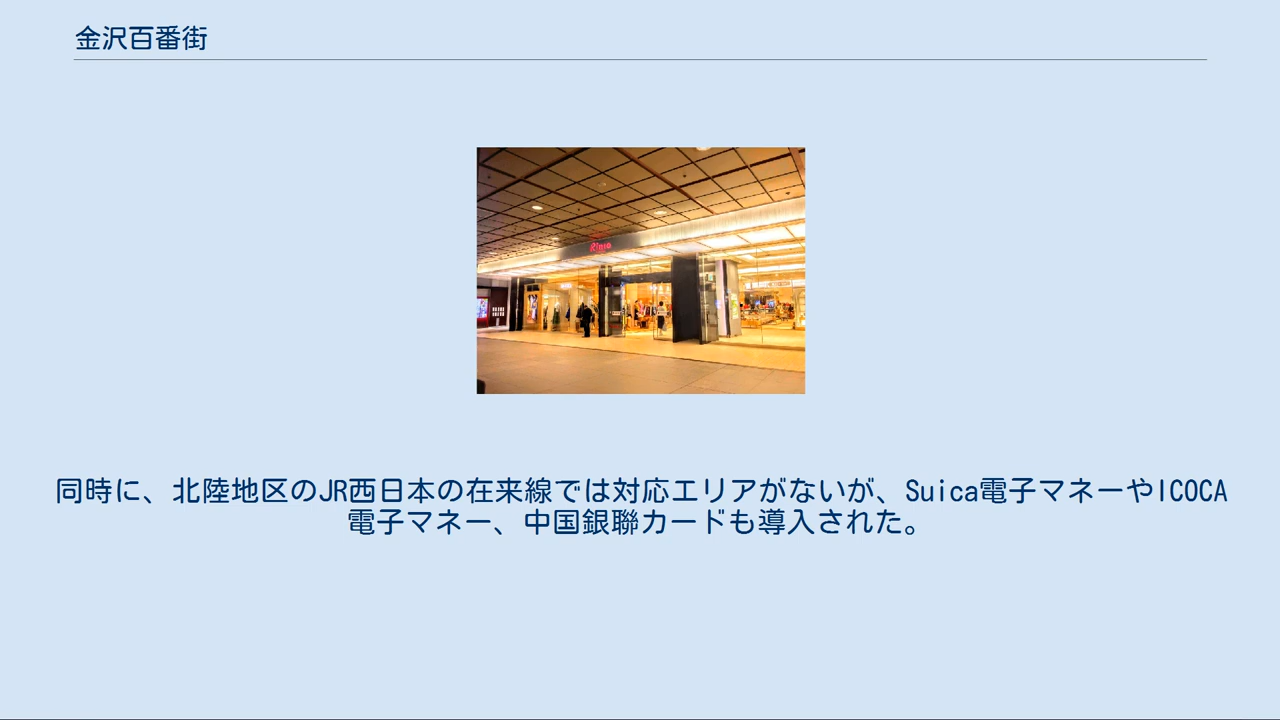 金沢百番街
Rinto
同時に、北陸地区のJR西日本の在来線では対応エリアがないが、Suica電子マネーやICOCA
電子マネー、中国銀聯カードも導入された。